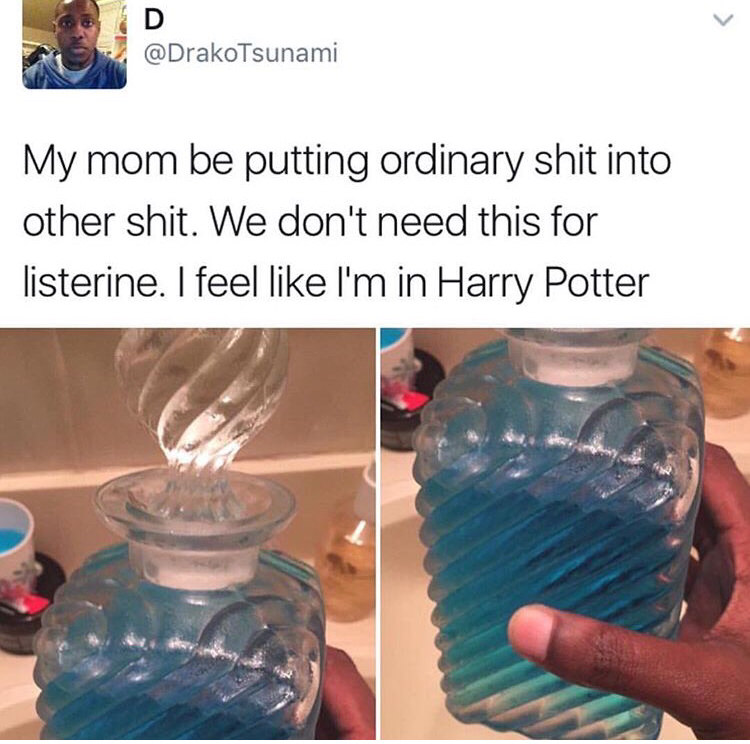 D
@DrakoTsunami
My mom be putting ordinary shit into
other shit. We don't need this for
listerine. I feel like I'm in Harry Potter